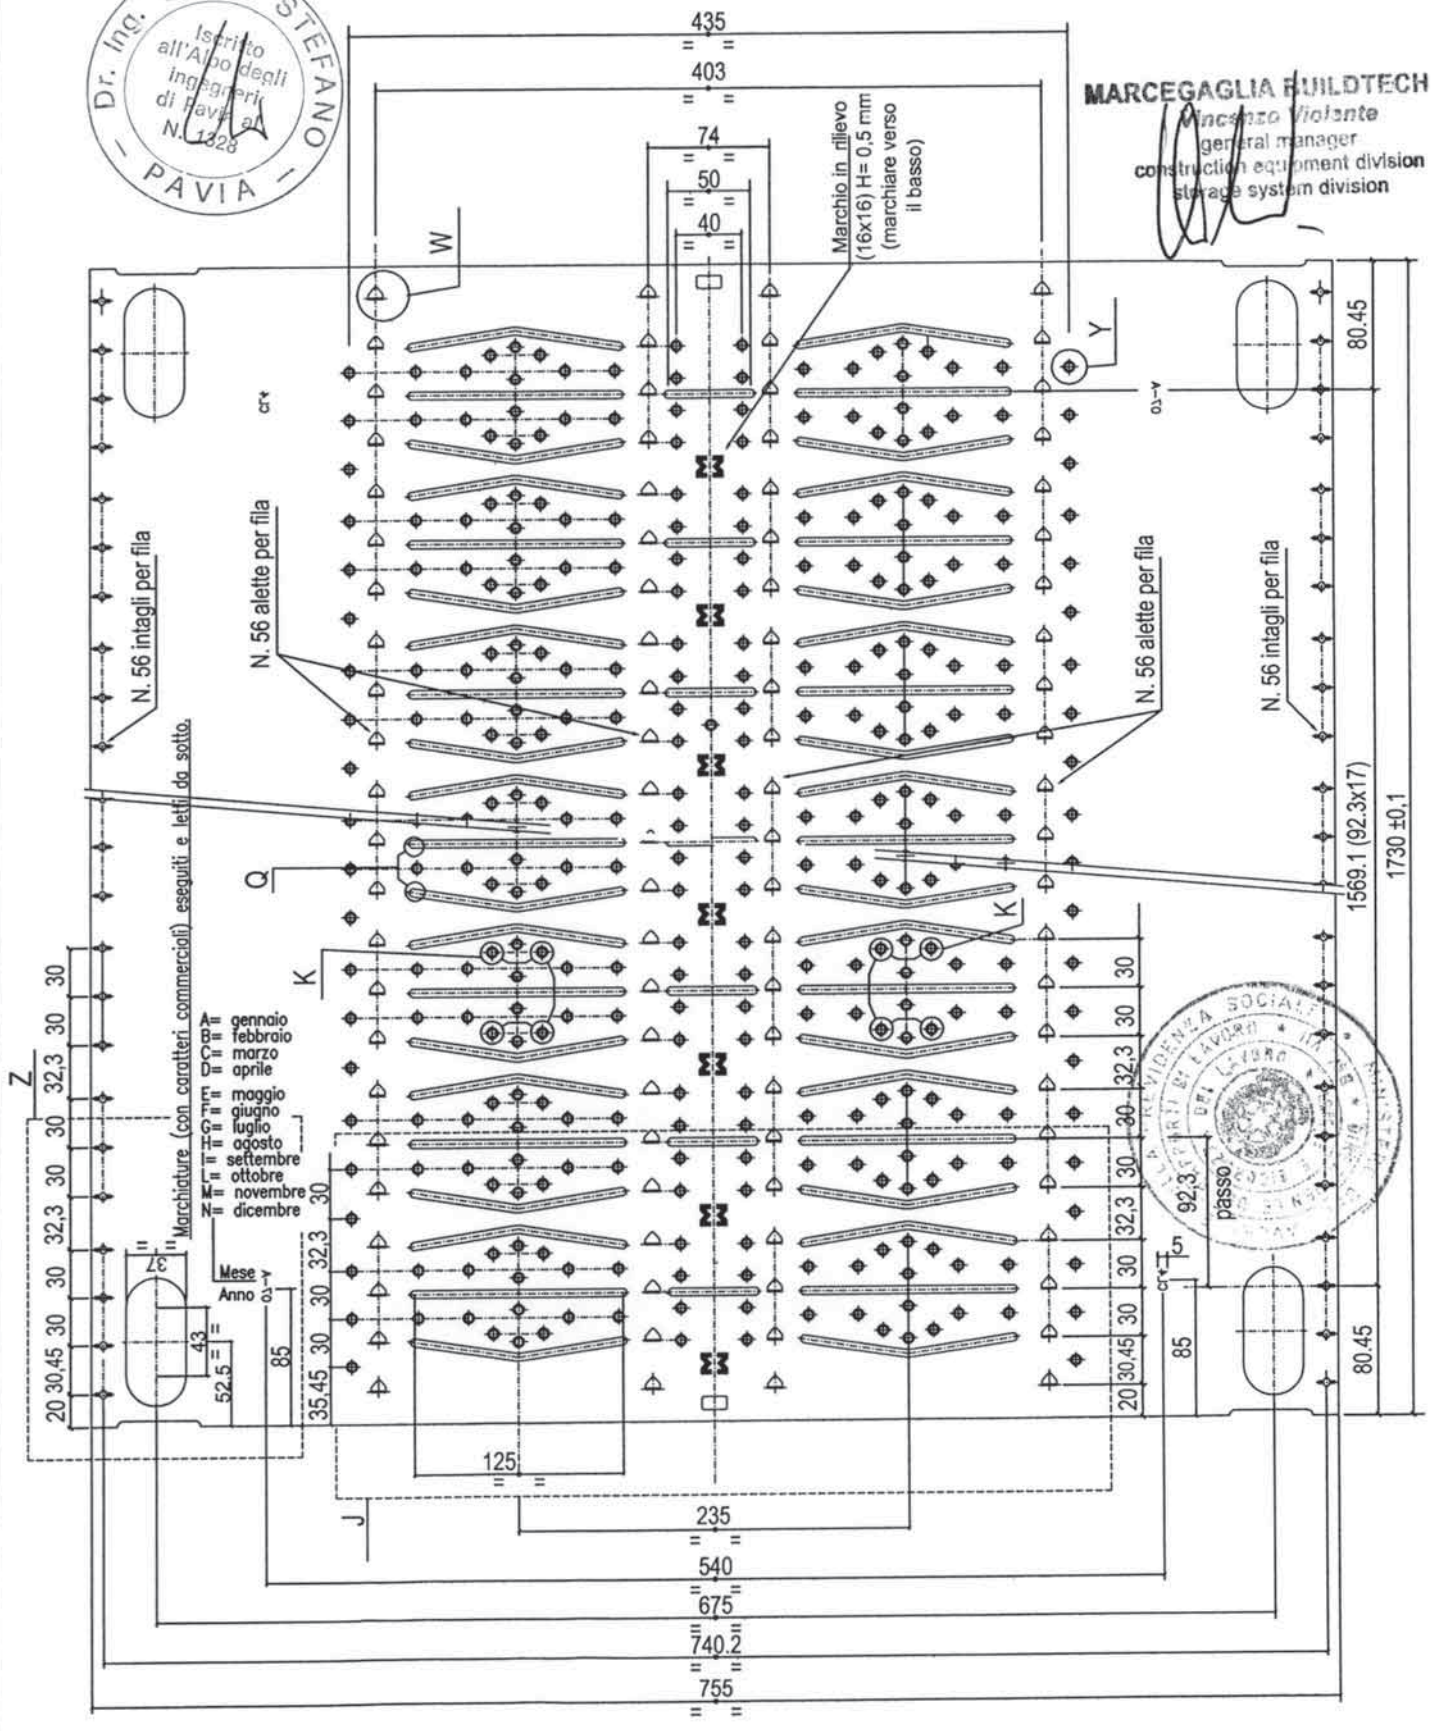 Dr. Ing.
STEFANO
Iscritto
all'Albo degli
ingegneri
di Pavia al
N. 1328
– PAVIA –
435
= =
403
= =
74
= =
50
= =
40
= =
MARCEGAGLIA BUILDTECH
Vincenzo Violante
general manager
construction equipment division
storage system division
Marchio in rilievo
(16x16) H= 0,5 mm
(marchiare verso
il basso)
W
Y
cr+
80.45
N. 56 intagli per fila
N. 56 alette per fila
N. 56 alette per fila
N. 56 intagli per fila
Marchiature (con caratteri commerciali) eseguiti e letti da sotto.
Q
K
K
1569.1 (92.3x17)
1730 ±0,1
Z
A= gennaio
B= febbraio
C= marzo
D= aprile
E= maggio
F= giugno
G= luglio
H= agosto
I= settembre
L= ottobre
M= novembre
N= dicembre
Mese
Anno
30
30
32,3
30
30
32,3
30
30
30,45
20
37
= =
43
= =
52.5
85
30
32,3
30
30
35,45
30
30
32,3
30
30
32,3
30
30
30,45
20
92,3
passo
5
cr+
85
80.45
SOCIALE
DEL LAVORO
125
= =
J
235
= =
540
= =
675
= =
740.2
= =
755
= =